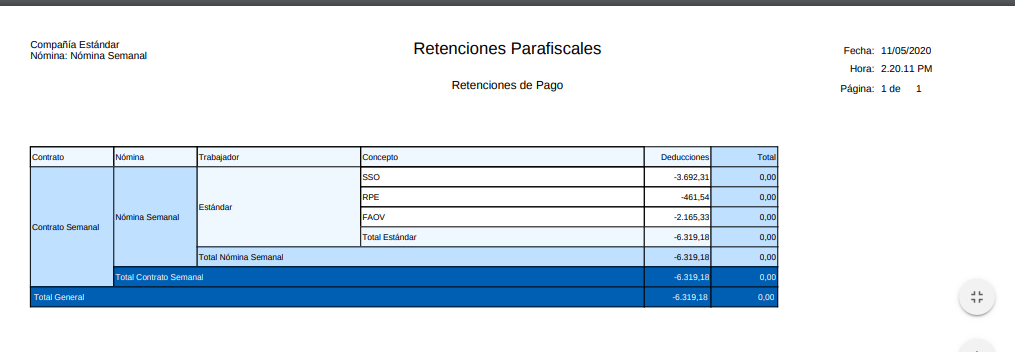 Compañía Estándar
Nómina: Nómina Semanal
Retenciones Parafiscales
Retenciones de Pago
Fecha: 11/05/2020
Hora: 2.20.11 PM
Página: 1 de 1
Contrato Nómina Trabajador Concepto Deducciones Total
SSO -3.692,31 0,00
RPE -461,54 0,00
Estándar
Nómina Semanal
FAOV -2.165,33 0,00
Contrato Semanal
Total Estándar -6.319,18 0,00
Total Nómina Semanal -6.319,18 0,00
Total Contrato Semanal -6.319,18 0,00
Total General -6.319,18 0,00